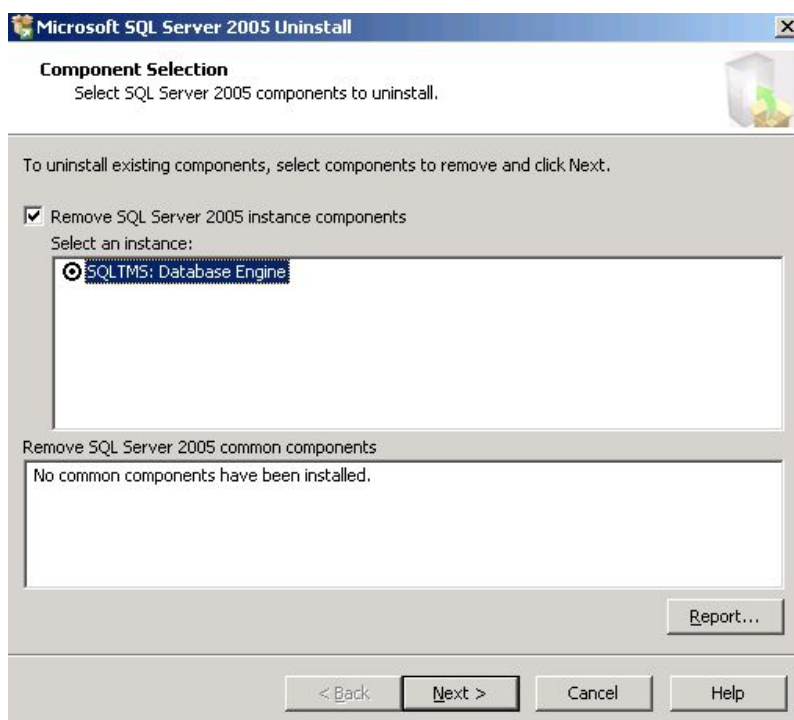 Microsoft SQL Server 2005 Uninstall
Component Selection
Select SQL Server 2005 components to uninstall.
To uninstall existing components, select components to remove and click Next.
Remove SQL Server 2005 instance components
Select an instance:
SQLTMS: Database Engine
Remove SQL Server 2005 common components
No common components have been installed.
Report...
< Back Next > Cancel Help